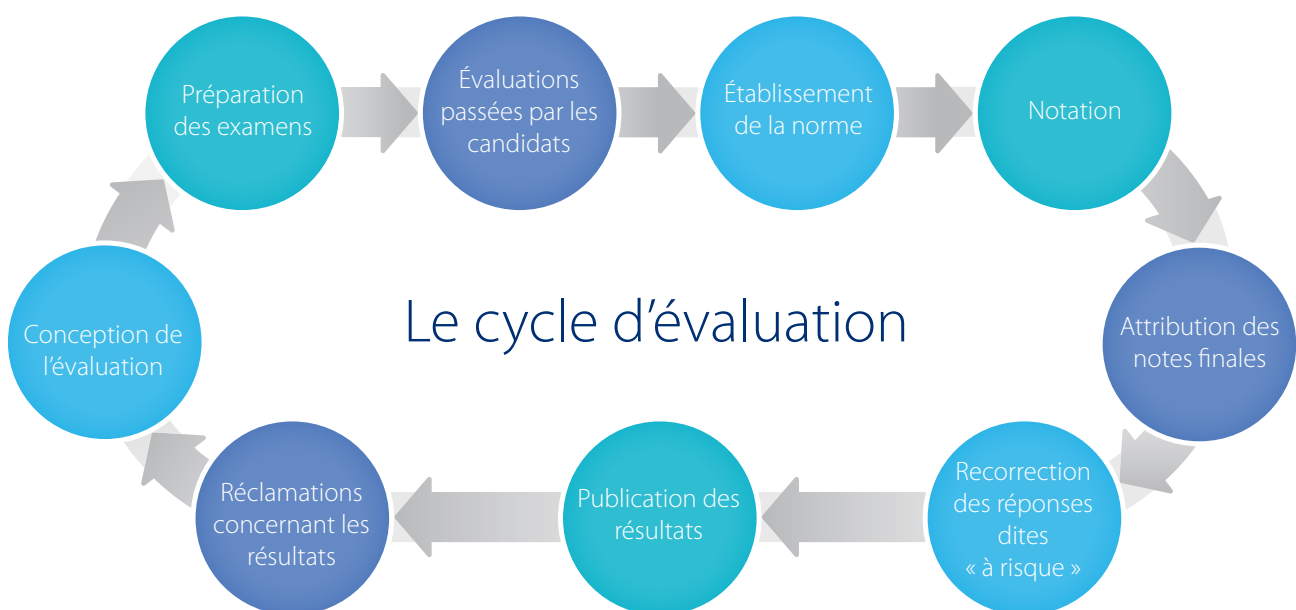 Préparation
des examens
Évaluations
passées par les
candidats
Établissement
de la norme
Notation
Le cycle d’évaluation
Conception de
l’évaluation
Attribution des
notes finales
Recorrection
des réponses
dites
« à risque »
Publication des
résultats
Réclamations
concernant les
résultats